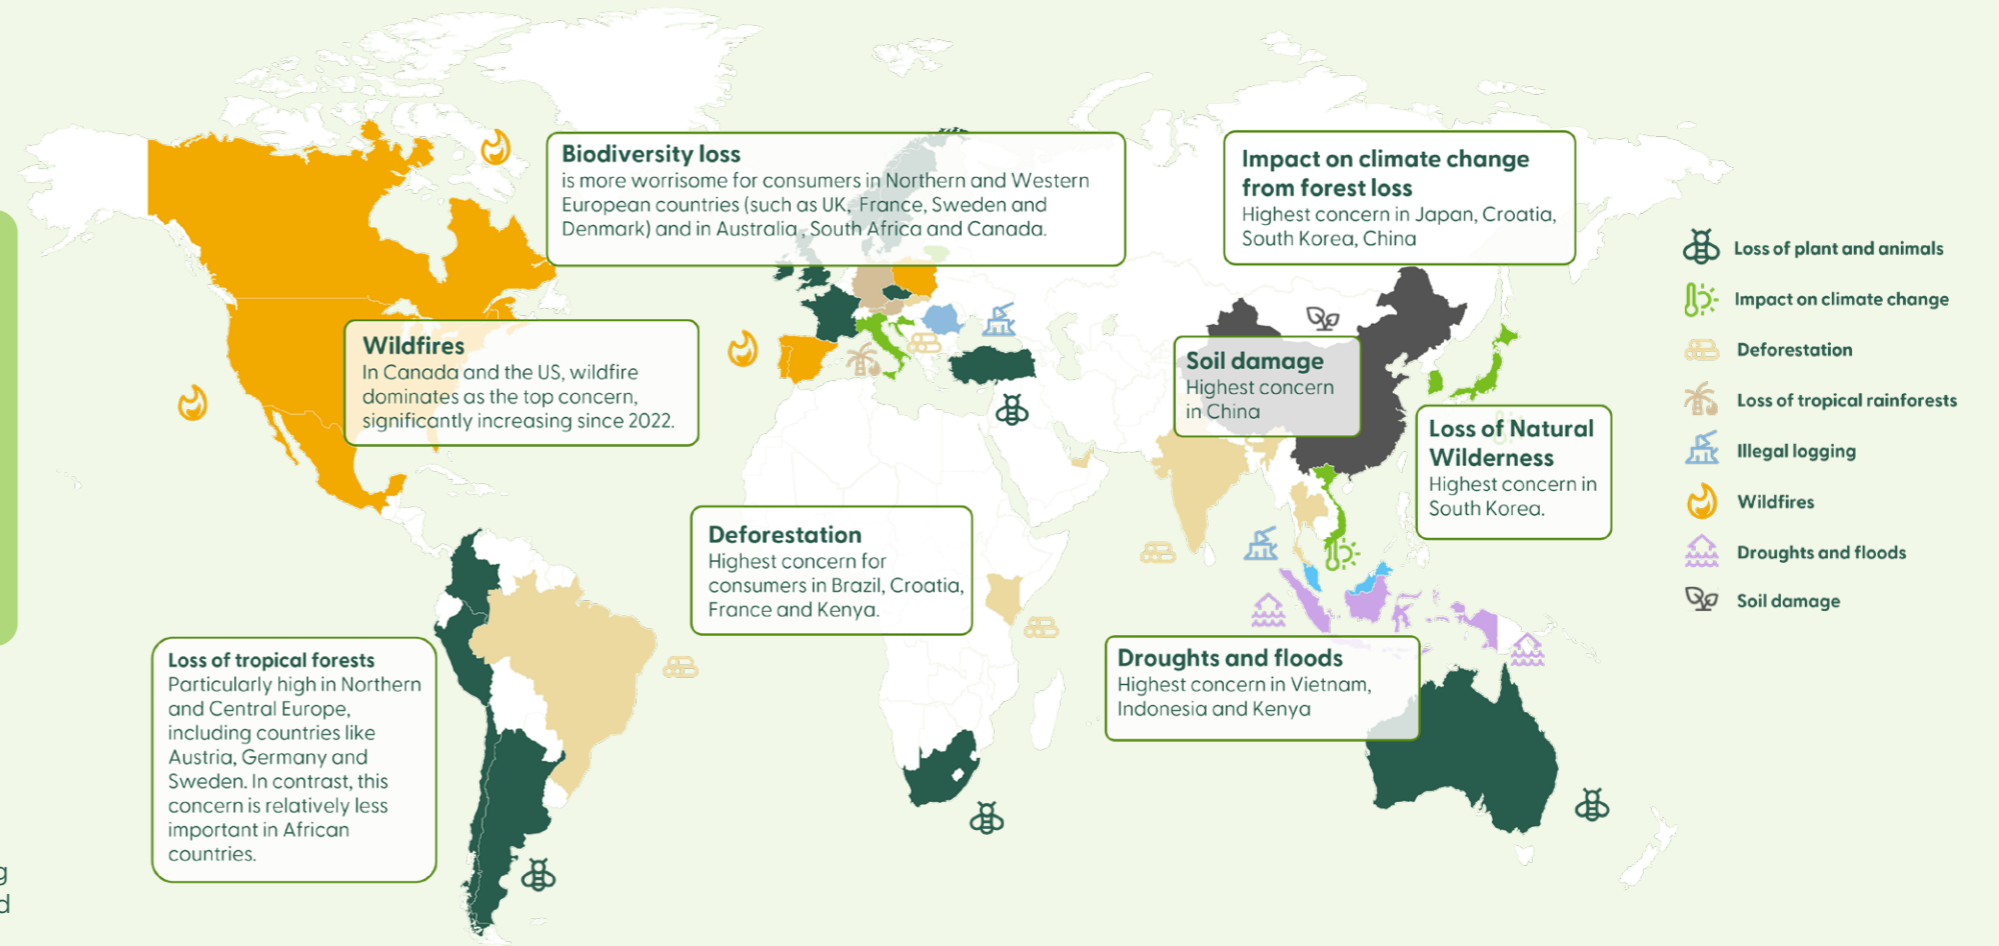 Biodiversity loss
is more worrisome for consumers in Northern and Western
European countries (such as UK, France, Sweden and
Denmark) and in Australia , South Africa and Canada.
Impact on climate change
from forest loss
Highest concern in Japan, Croatia,
South Korea, China
Wildfires
In Canada and the US, wildfire
dominates as the top concern,
significantly increasing since 2022.
Soil damage
Highest concern
in China
Loss of Natural
Wilderness
Highest concern in
South Korea.
Deforestation
Highest concern for
consumers in Brazil, Croatia,
France and Kenya.
Droughts and floods
Highest concern in Vietnam,
Indonesia and Kenya
Loss of tropical forests
Particularly high in Northern
and Central Europe,
including countries like
Austria, Germany and
Sweden. In contrast, this
concern is relatively less
important in African
countries.
Loss of plant and animals
Impact on climate change
Deforestation
Loss of tropical rainforests
Illegal logging
Wildfires
Droughts and floods
Soil damage
g
d